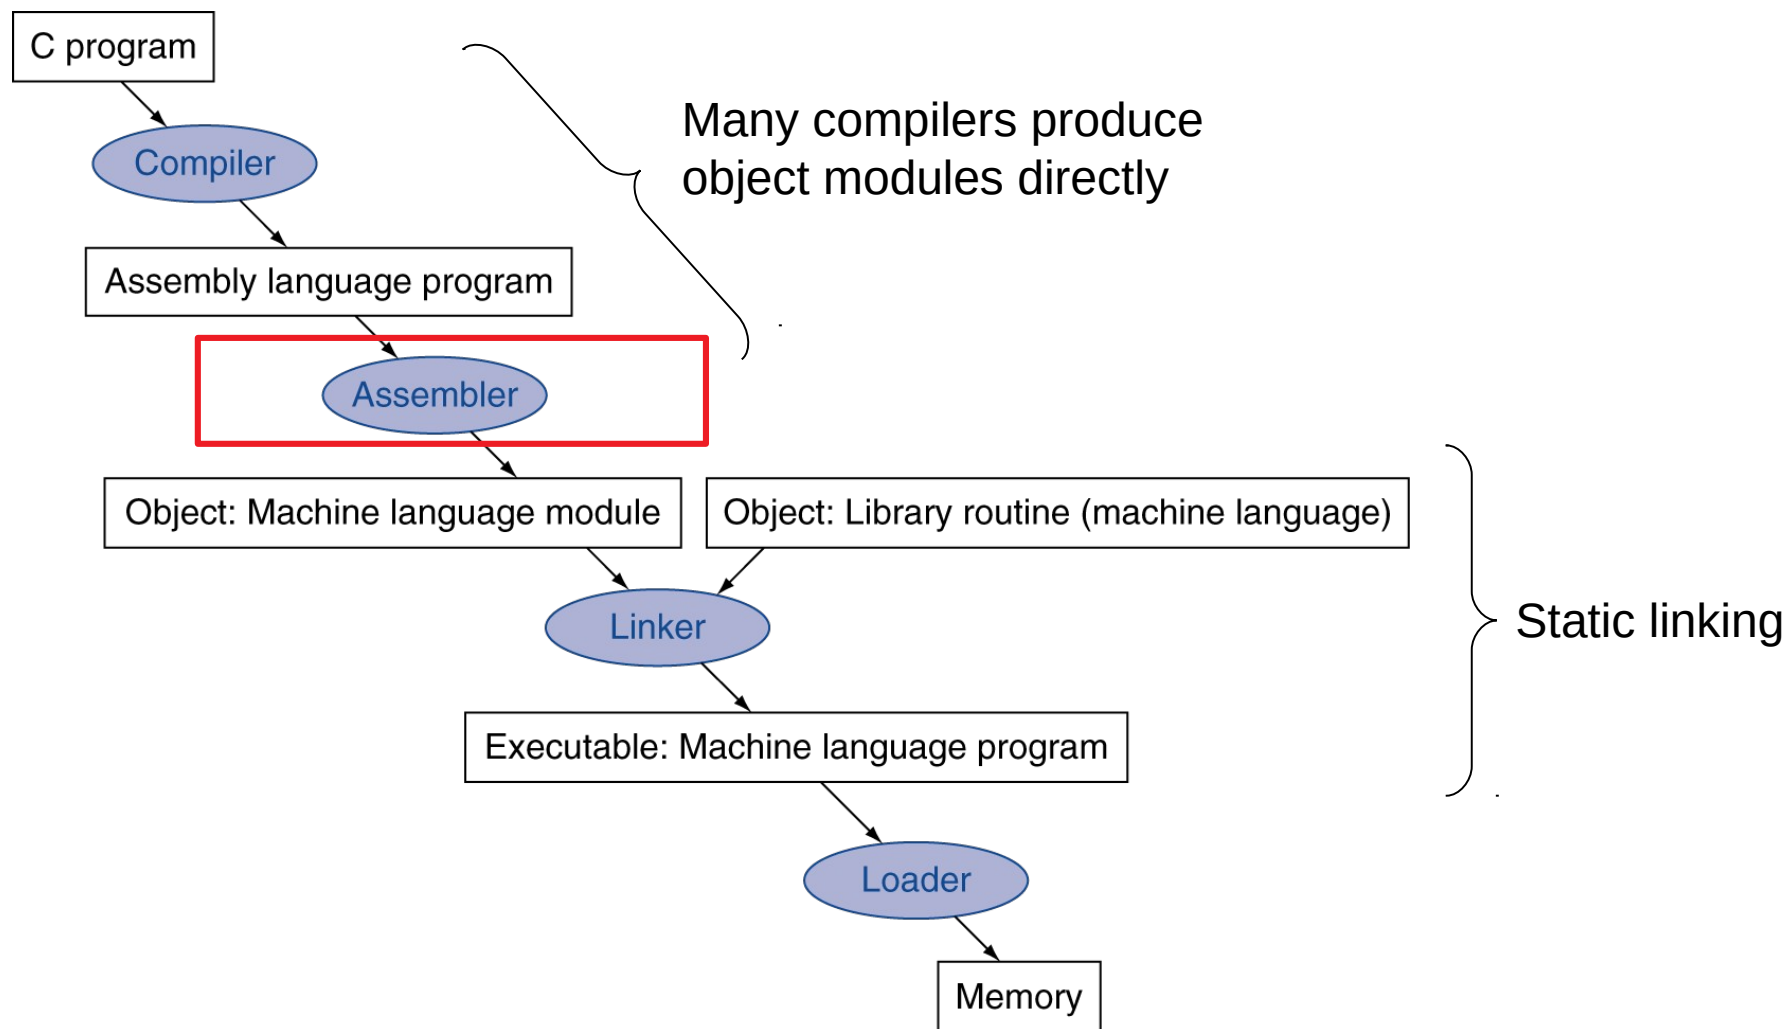 C program
Many compilers produce
object modules directly
Compiler
Assembly language program
Assembler
Object: Machine language module
Object: Library routine (machine language)
Linker
Static linking
Executable: Machine language program
Loader
Memory